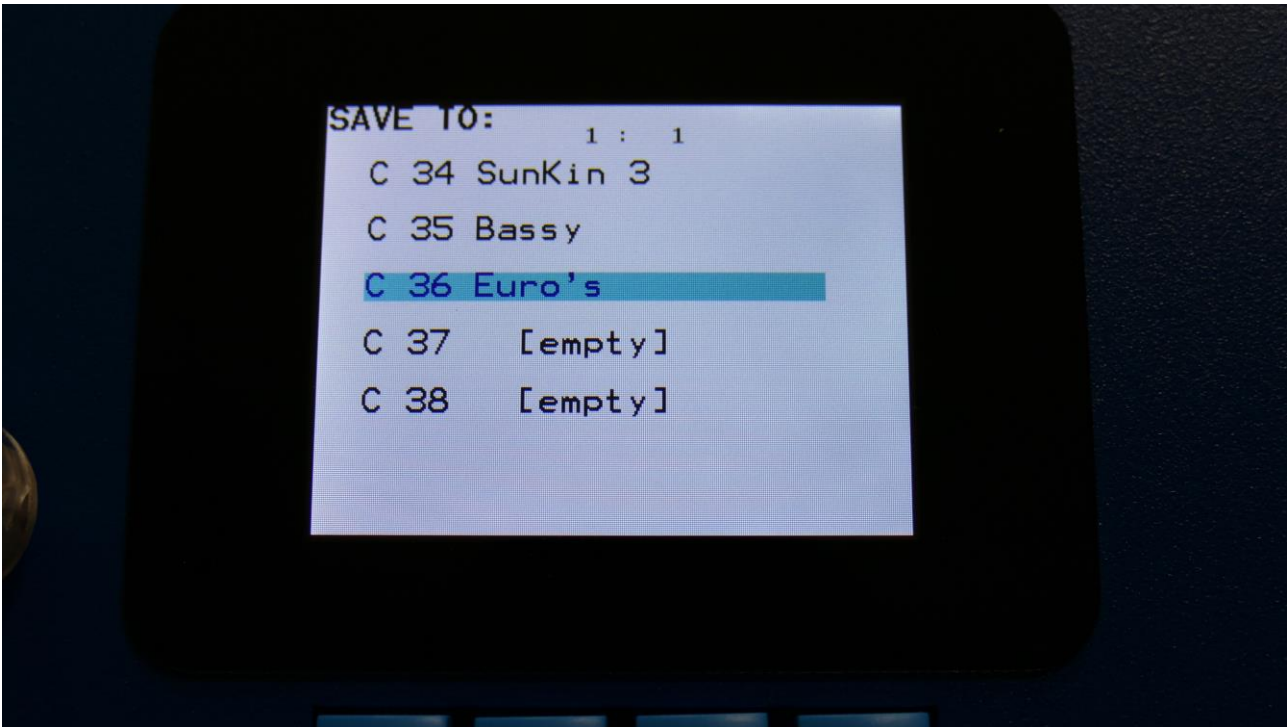 SAVE TO:
1 : 1
C 34 SunKin 3
C 35 Bassy
C 36 Euro's
C 37 [empty]
C 38 [empty]